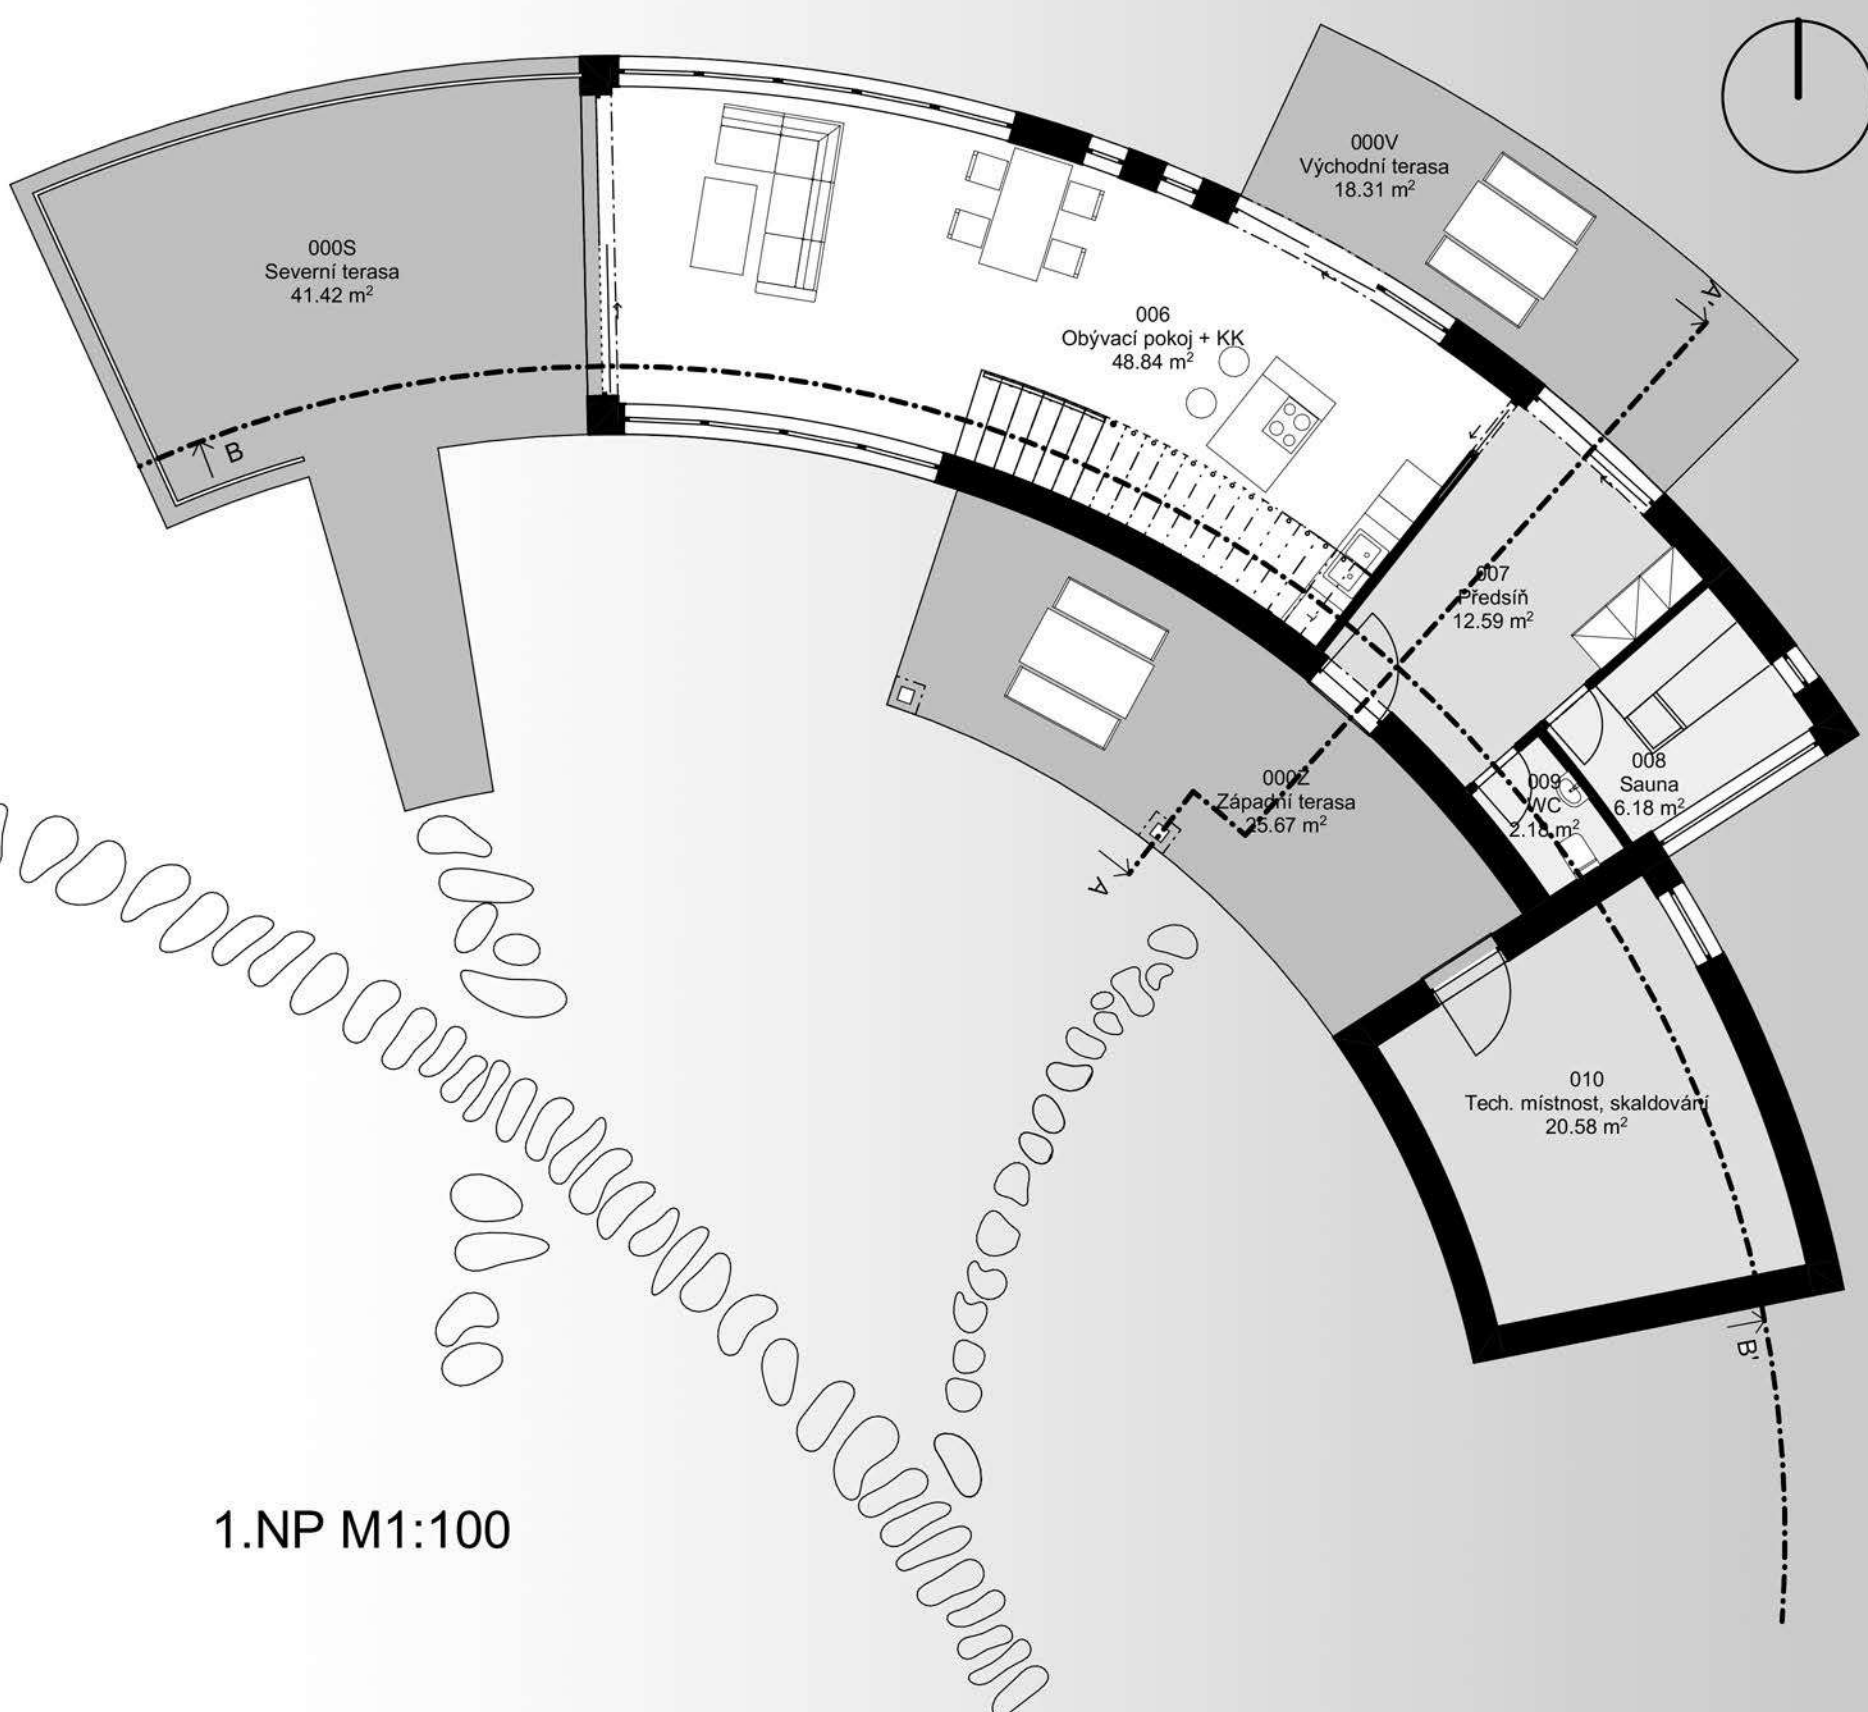 000V
Východní terasa
18.31 m²
000S
Severní terasa
41.42 m²
A'
006
Obývací pokoj + KK
48.84 m²
B
007
Předsíň
12.59 m²
008
Sauna
6.18 m²
009
WC
2.18 m²
000Z
Západní terasa
25.67 m²
A
010
Tech. místnost, skaldování
20.58 m²
B'
1.NP M1:100